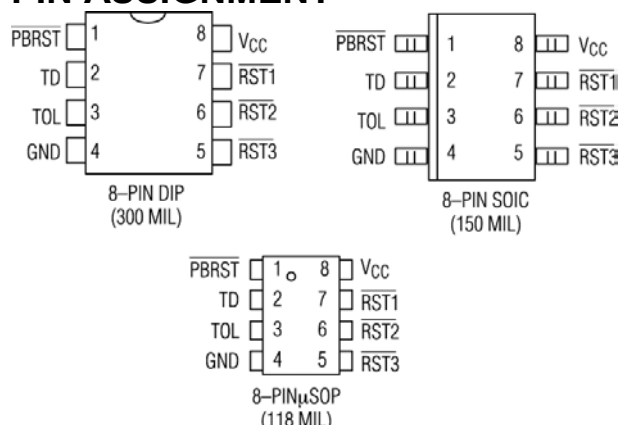 PIN ASSIGNMENT
PBRST 1 8 VCC
TD 2 7 RST1
TOL 3 6 RST2
GND 4 5 RST3
8–PIN DIP
(300 MIL)
PBRST 1 8 VCC
TD 2 7 RST1
TOL 3 6 RST2
GND 4 5 RST3
8–PIN SOIC
(150 MIL)
PBRST 1 8 VCC
TD 2 7 RST1
TOL 3 6 RST2
GND 4 5 RST3
8–PINμSOP
(118 MIL)